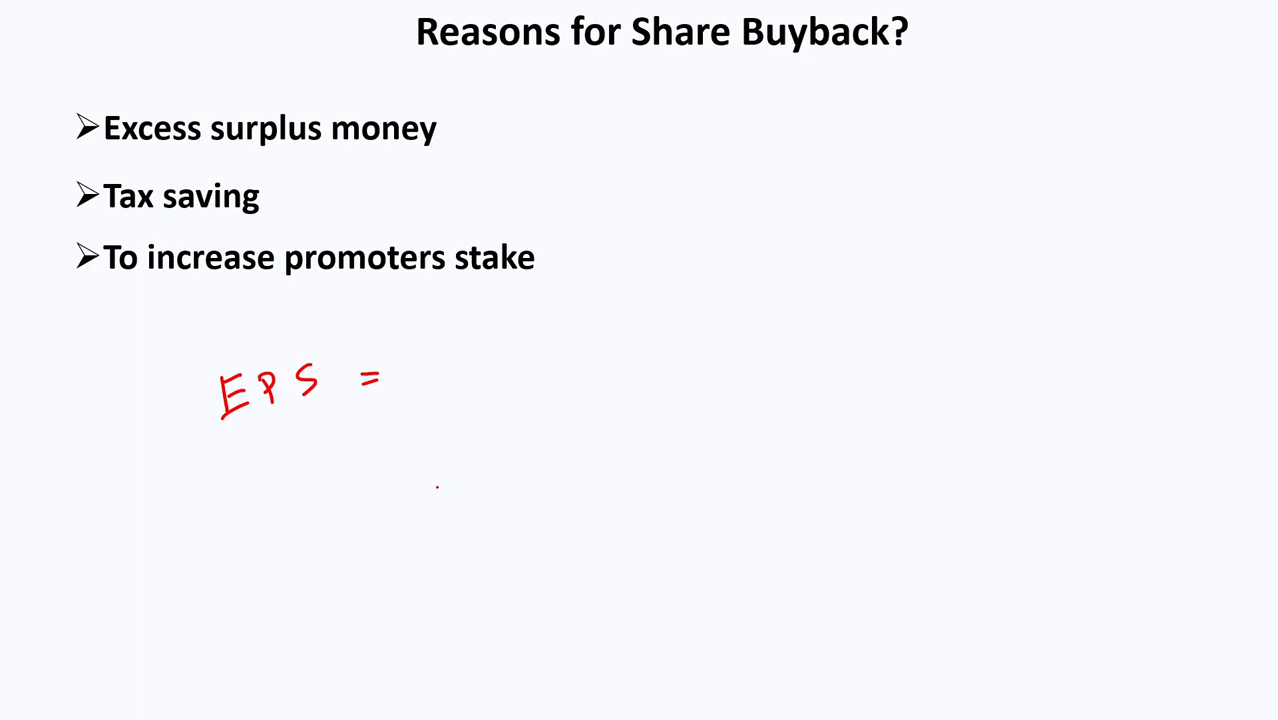 Reasons for Share Buyback?
➢Excess surplus money
➢Tax saving
➢To increase promoters stake
EPS =